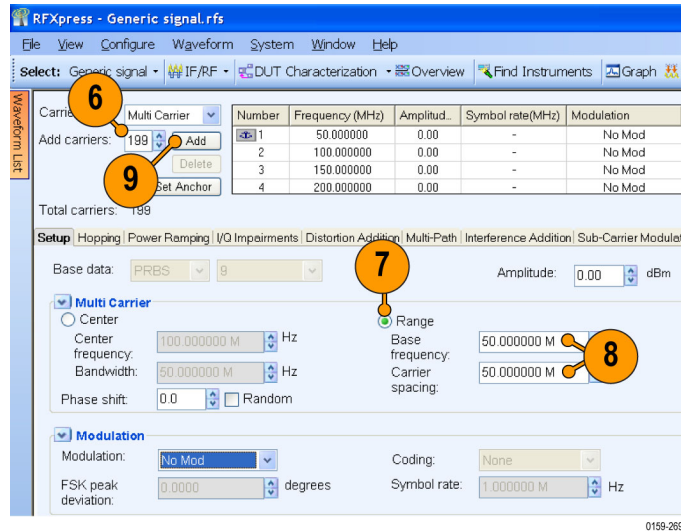 RFXpress - Generic signal.rfs
File View Configure Waveform System Window Help
Select: Generic signal IF/RF DUT Characterization Overview Find Instruments Graph
Waveform List
6
Multi Carrier
Add carriers: 199 Add
Delete
9
Set Anchor
Total carriers: 199
Number Frequency (MHz) Amplitud... Symbol rate(MHz) Modulation
1 50.000000 0.00 - No Mod
2 100.000000 0.00 - No Mod
3 150.000000 0.00 - No Mod
4 200.000000 0.00 - No Mod
Setup Hopping Power Ramping I/Q Impairments Distortion Addition Multi-Path Interference Addition Sub-Carrier Modulat
Base data: PRBS 9
7
Amplitude: 0.00 dBm
Multi Carrier
Center
Range
Center frequency: 100.000000 M Hz
Base frequency: 50.000000 M
8
Bandwidth: 50.000000 M Hz
Carrier spacing: 50.000000 M
Phase shift: 0.0 Random
Modulation
Modulation: No Mod
Coding: None
FSK peak deviation: 0.0000 degrees
Symbol rate: 1.000000 M Hz
0159-269